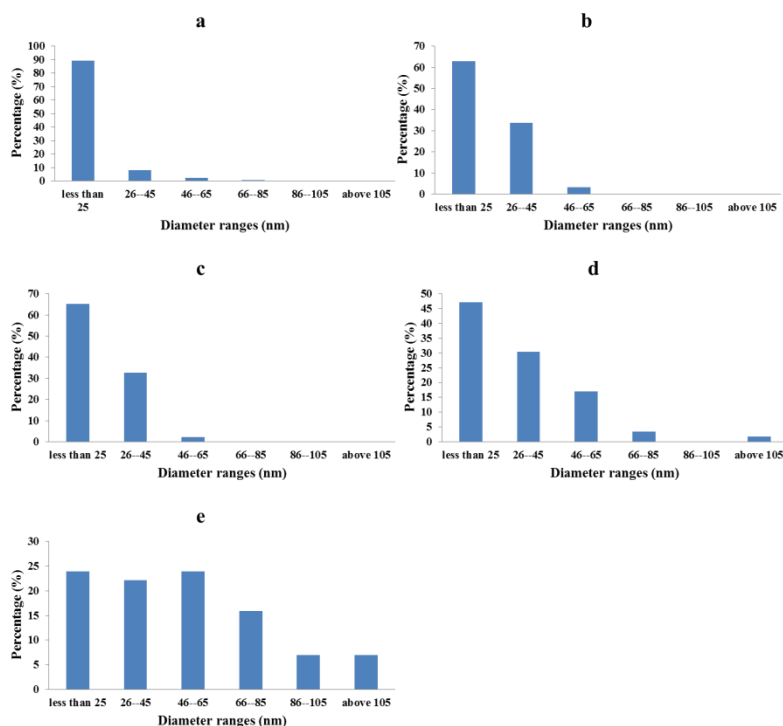 a
Percentage (%)
100
90
80
70
60
50
40
30
20
10
0
less than
25
26--45
46--65
66--85
86--105
above 105
Diameter ranges (nm)
b
Percentage (%)
70
60
50
40
30
20
10
0
less than 25
26--45
46--65
66--85
86--105
above 105
Diameter ranges (nm)
c
Percentage (%)
70
60
50
40
30
20
10
0
less than 25
26--45
46--65
66--85
86--105
above 105
Diameter ranges (nm)
d
Percentage (%)
50
45
40
35
30
25
20
15
10
5
0
less than 25
26--45
46--65
66--85
86--105
above 105
Diameter ranges (nm)
e
Percentage (%)
30
25
20
15
10
5
0
less than 25
26--45
46--65
66--85
86--105
above 105
Diameter ranges (nm)